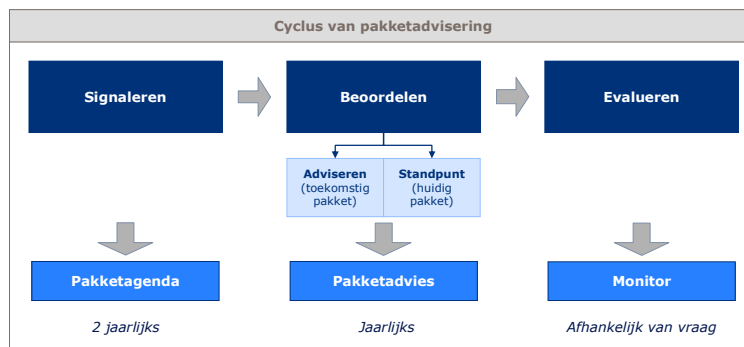 Cyclus van pakketadvisering
Signaleren
Beoordelen
Evalueren
Adviseren
(toekomstig
pakket)
Standpunt
(huidig
pakket)
Pakketagenda
Pakketadvies
Monitor
2 jaarlijks
Jaarlijks
Afhankelijk van vraag